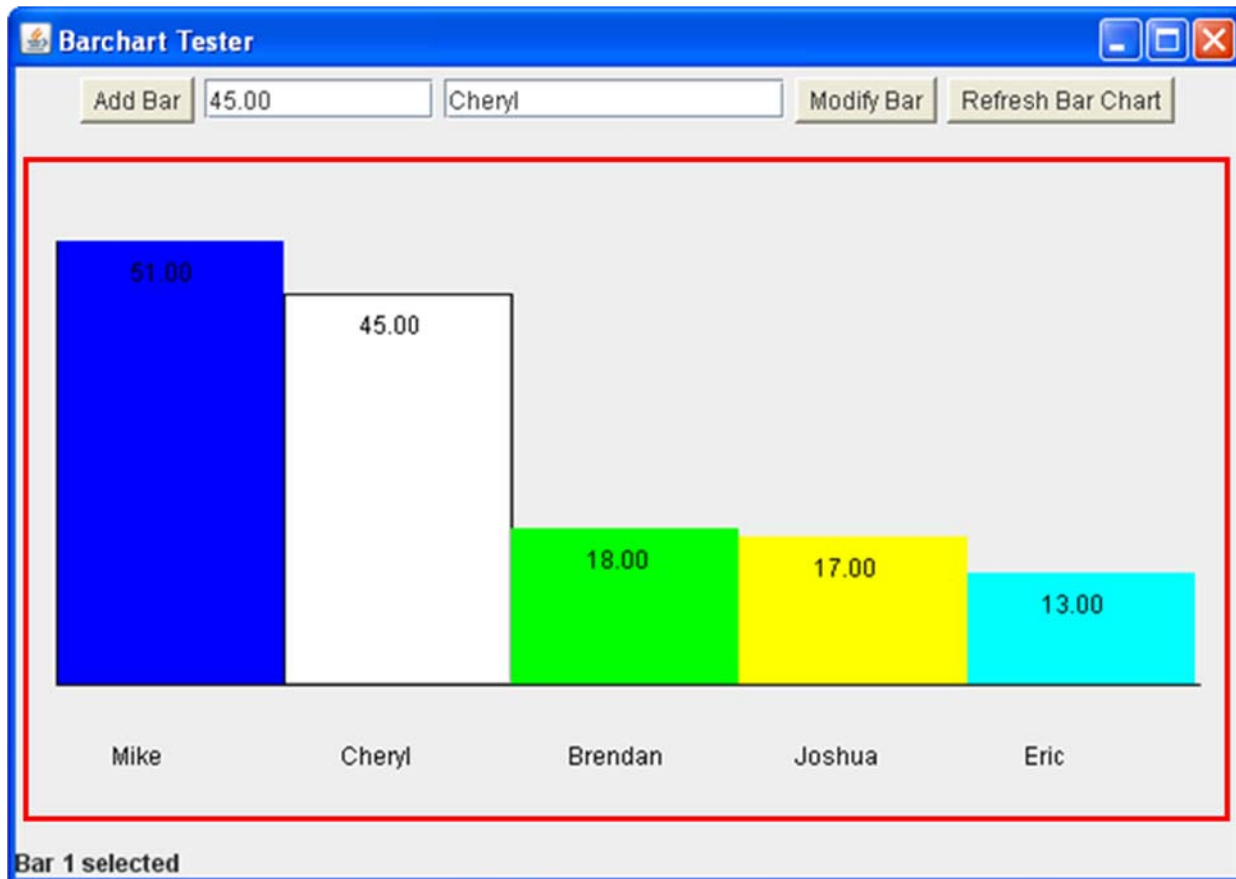 Barchart Tester
Add Bar 45.00 Cheryl Modify Bar Refresh Bar Chart
51.00
45.00
18.00
17.00
13.00
Mike Cheryl Brendan Joshua Eric
Bar 1 selected